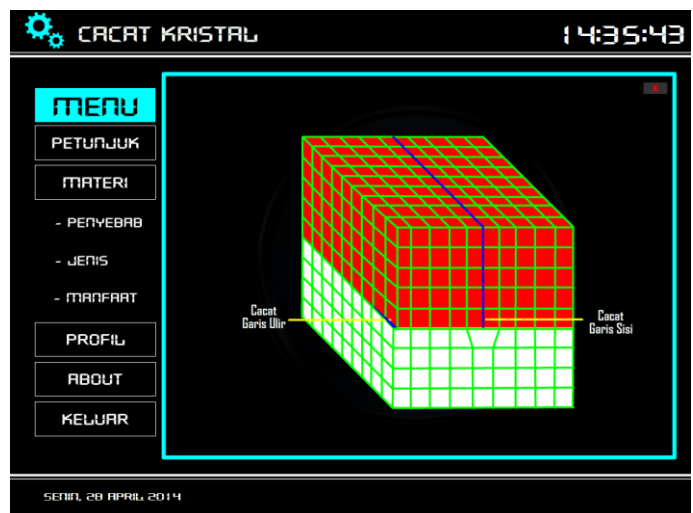 CACAT KRISTAL
14:35:43
MENU
PETUNJUK
MATERI
- PENYEBAB
- JENIS
- MANFAAT
PROFIL
ABOUT
KELUAR
X
Cacat
Garis Ulir
Cacat
Garis Sisi
SENIN, 28 APRIL 2014